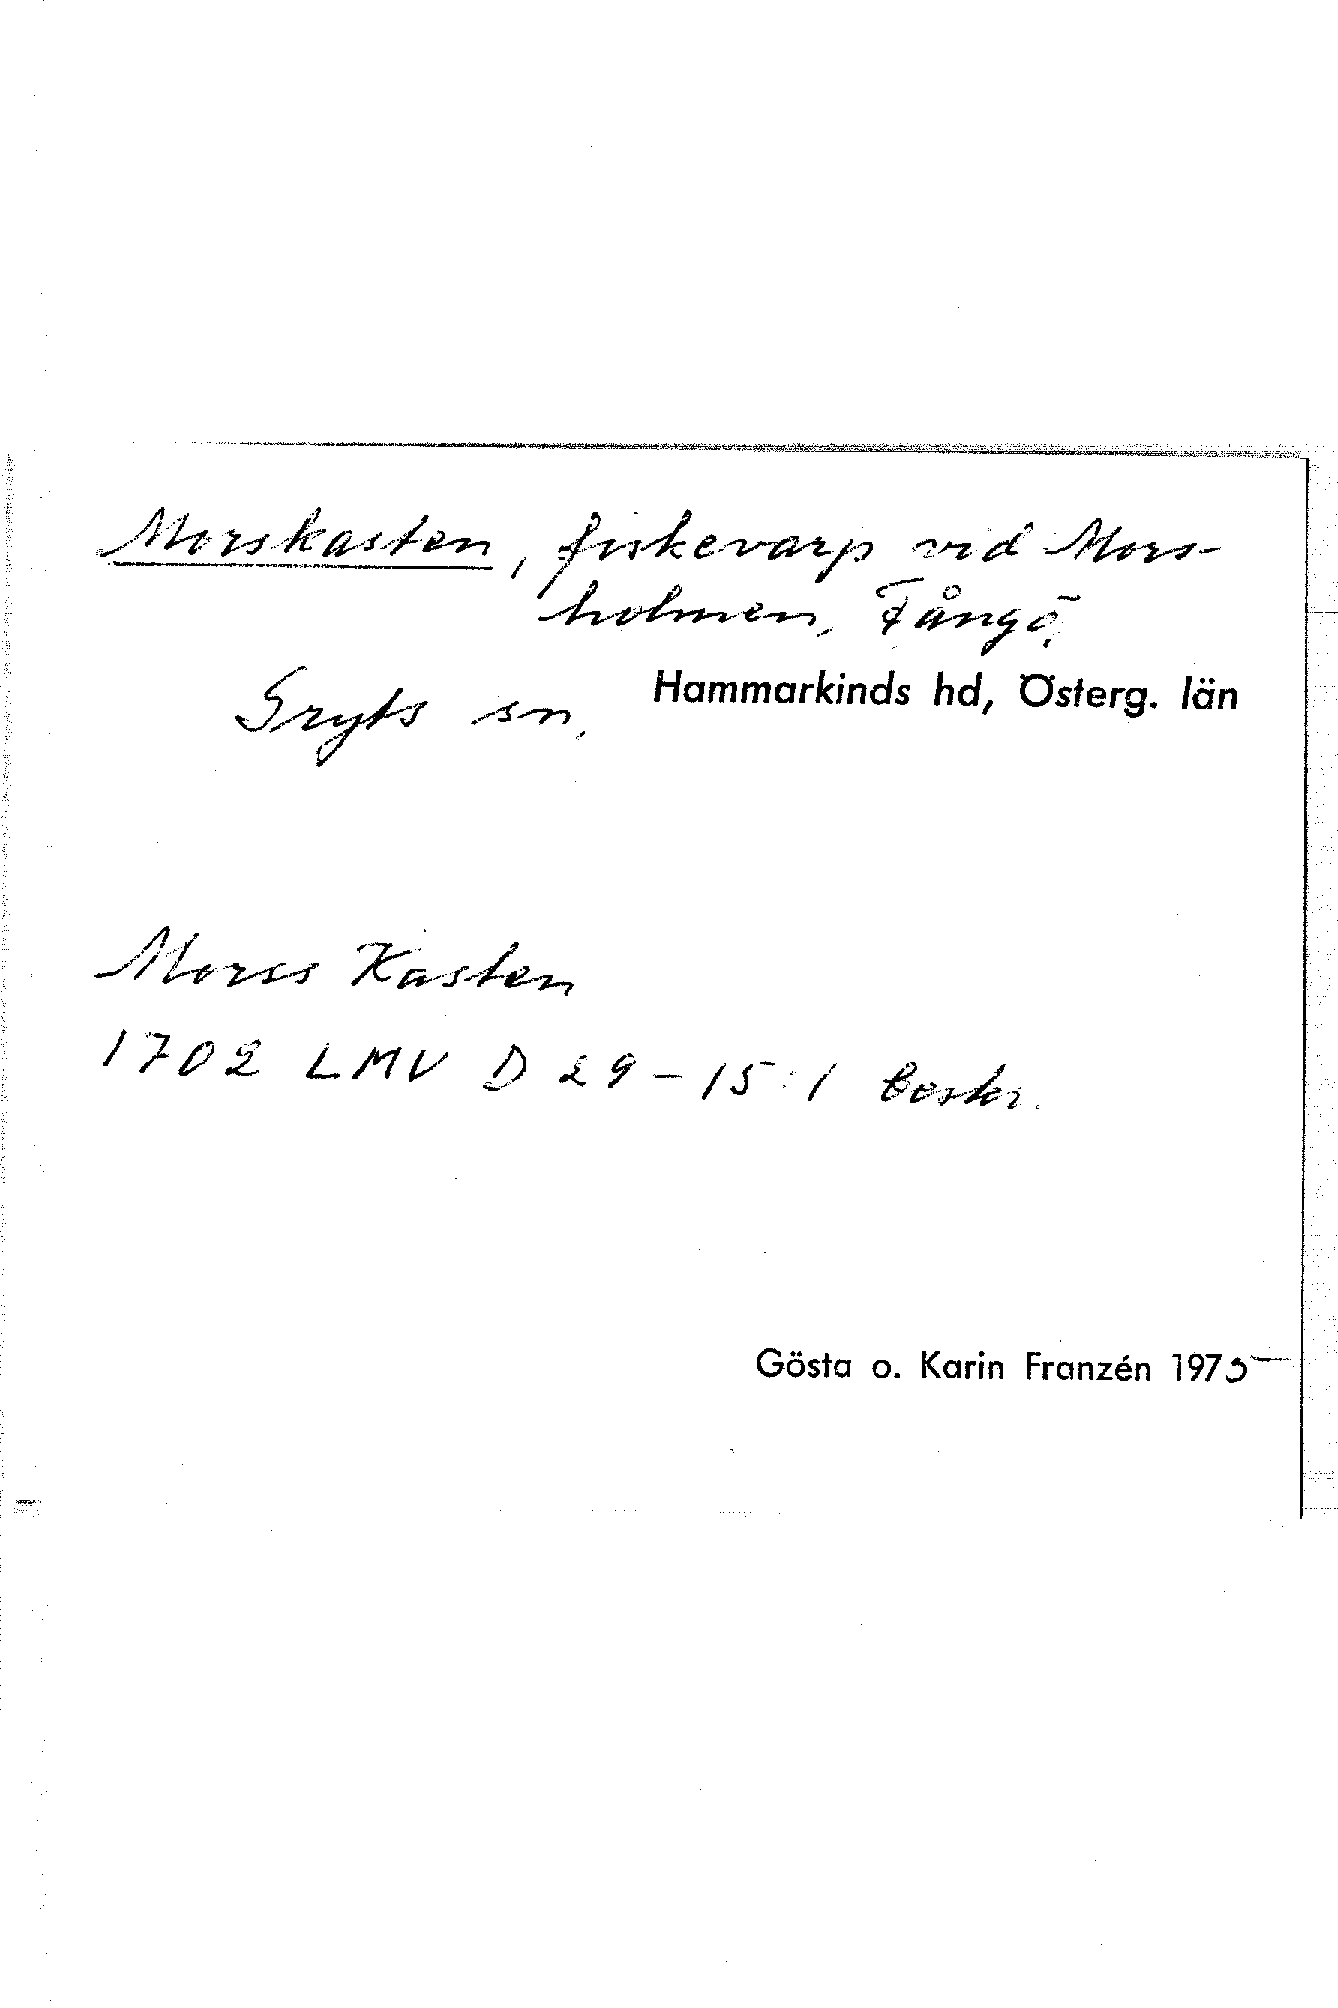 Morskasten, fiskevarp vid Mors-
holmen, Fångö,
Gryts sn. Hammarkinds hd, Österg. län
Morss Kasten
1702 LMV D 29-15:1 beskr.
Gösta o. Karin Franzén 1975